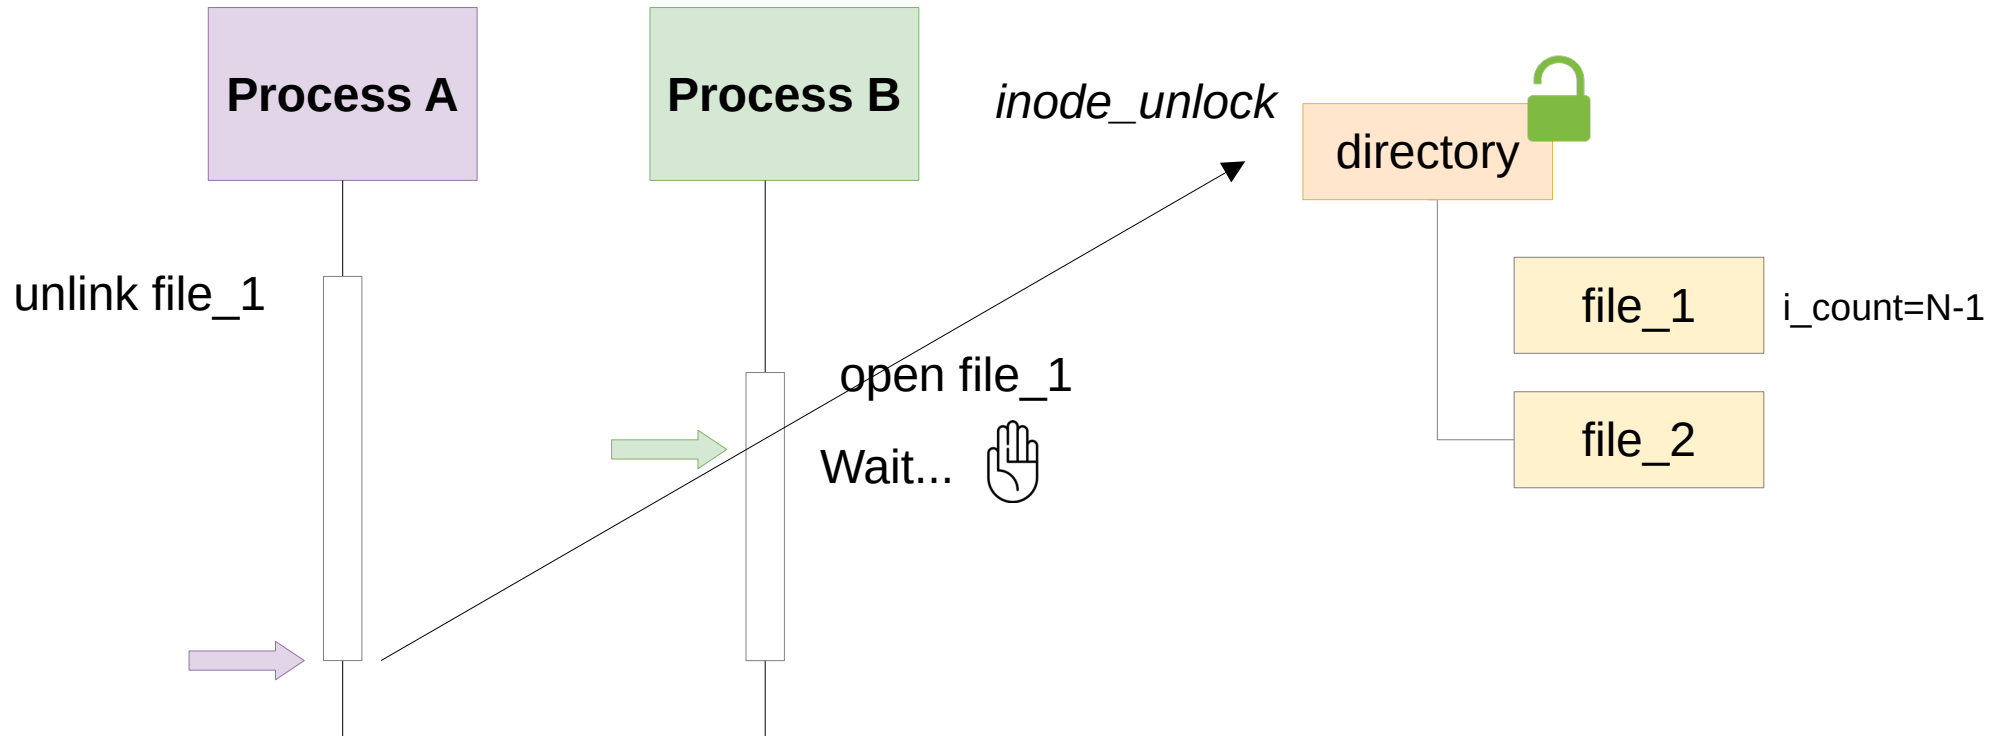 Process A
Process B
inode_unlock
directory
unlink file_1
file_1
i_count=N-1
open file_1
Wait...
file_2